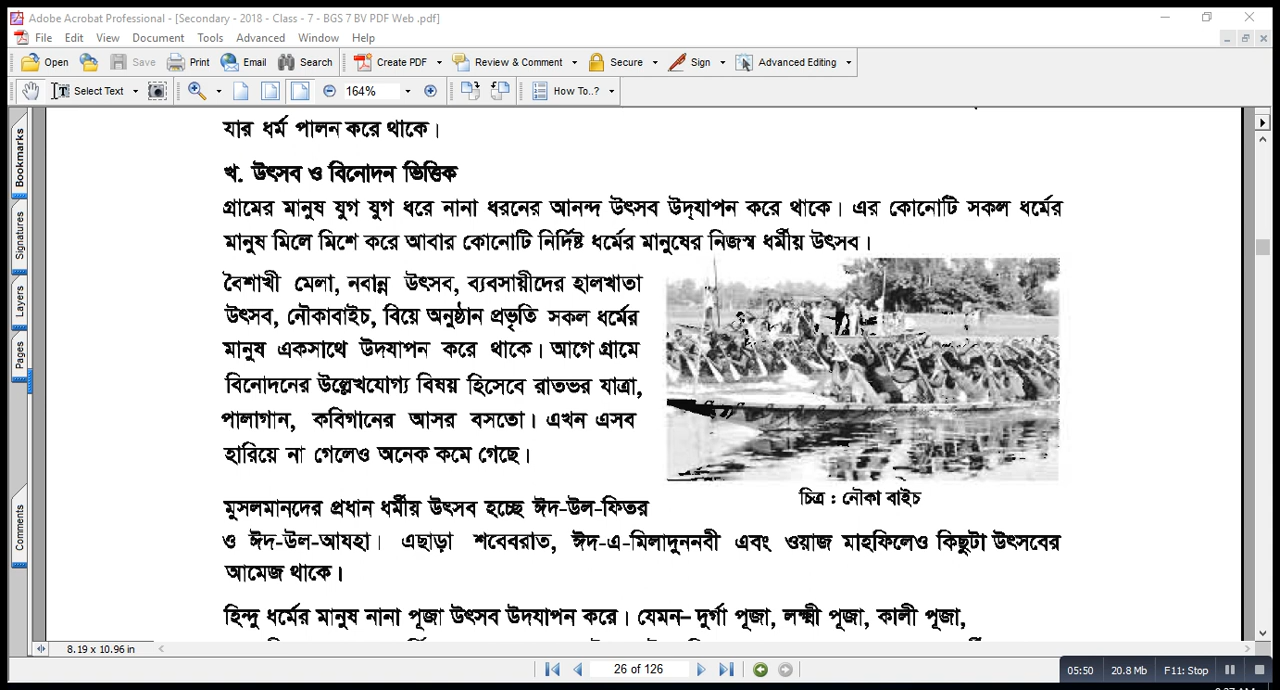 Adobe Acrobat Professional - [Secondary - 2018 - Class - 7 - BGS 7 BV PDF Web .pdf]
File Edit View Document Tools Advanced Window Help
Open Save Print Email Search Create PDF Review & Comment Secure Sign Advanced Editing
Select Text 164% How To..?
Bookmarks
Signatures
Layers
Pages
Comments
যার ধর্ম পালন করে থাকে।
খ. উৎসব ও বিনোদন ভিত্তিক
গ্রামের মানুষ যুগ যুগ ধরে নানা ধরনের আনন্দ উৎসব উদ্‌যাপন করে থাকে। এর কোনোটি সকল ধর্মের
মানুষ মিলে মিশে করে আবার কোনোটি নির্দিষ্ট ধর্মের মানুষের নিজস্ব ধর্মীয় উৎসব।
বৈশাখী মেলা, নবান্ন উৎসব, ব্যবসায়ীদের হালখাতা
উৎসব, নৌকাবাইচ, বিয়ে অনুষ্ঠান প্রভৃতি সকল ধর্মের
মানুষ একসাথে উদযাপন করে থাকে। আগে গ্রামে
বিনোদনের উল্লেখযোগ্য বিষয় হিসেবে রাতভর যাত্রা,
পালাগান, কবিগানের আসর বসতো। এখন এসব
হারিয়ে না গেলেও অনেক কমে গেছে।
চিত্র : নৌকা বাইচ
মুসলমানদের প্রধান ধর্মীয় উৎসব হচ্ছে ঈদ-উল-ফিতর
ও ঈদ-উল-আযহা। এছাড়া শবেবরাত, ঈদ-এ-মিলাদুননবী এবং ওয়াজ মাহফিলেও কিছুটা উৎসবের
আমেজ থাকে।
হিন্দু ধর্মের মানুষ নানা পূজা উৎসব উদযাপন করে। যেমন– দুর্গা পূজা, লক্ষ্মী পূজা, কালী পূজা,
8.19 x 10.96 in
26 of 126
05:50 20.8 Mb F11: Stop